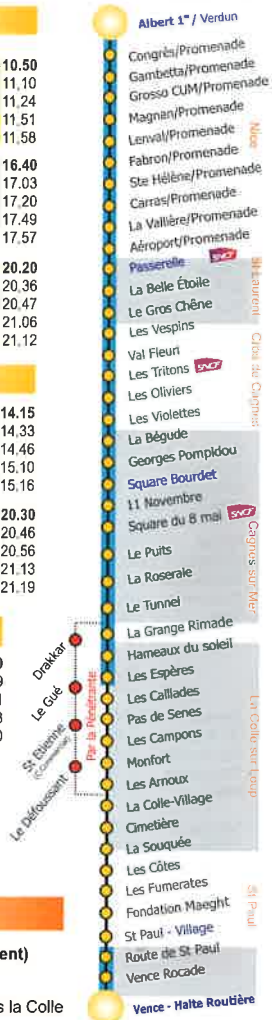 10.50
11,10
11,24
11.51
11,58
16.40
17.03
17,20
17.49
17,57
20.20
20,36
20,47
21.06
21,12
14.15
14,33
14,46
15,10
15,16
20.30
20,46
20,56
21,13
21,19
ent)
s la Colle
Albert 1er / Verdun
Congrès/Promenade
Gambetta/Promenade
Grosso CUM/Promenade
Magnan/Promenade
Lenval/Promenade
Fabron/Promenade
Ste Hélène/Promenade
Carras/Promenade
La Vallière/Promenade
Aéroport/Promenade
Passerelle SNCF
La Belle Étoile
Le Gros Chêne
Les Vespins
Val Fleuri
Les Tritons SNCF
Les Oliviers
Les Violettes
La Bégude
Georges Pompidou
Square Bourdet
11 Novembre
Square du 8 mai SNCF
Le Puits
La Roseraie
Le Tunnel
La Grange Rimade
Hameaux du soleil
Les Espères
Les Caillades
Pas de Senes
Les Campons
Monfort
Les Arnoux
La Colle-Village
Cimetière
La Souquée
Les Côtes
Les Fumerates
Fondation Maeght
St Paul - Village
Route de St Paul
Vence Rocade
Vence - Halte Routière
Drakkar
Le Gué
St Etienne
Le Défoussant
Par la Pénétrante
Nice
St Laurent
Cros de Cagnes
Cagnes-sur-Mer
La Colle sur Loup
St Paul